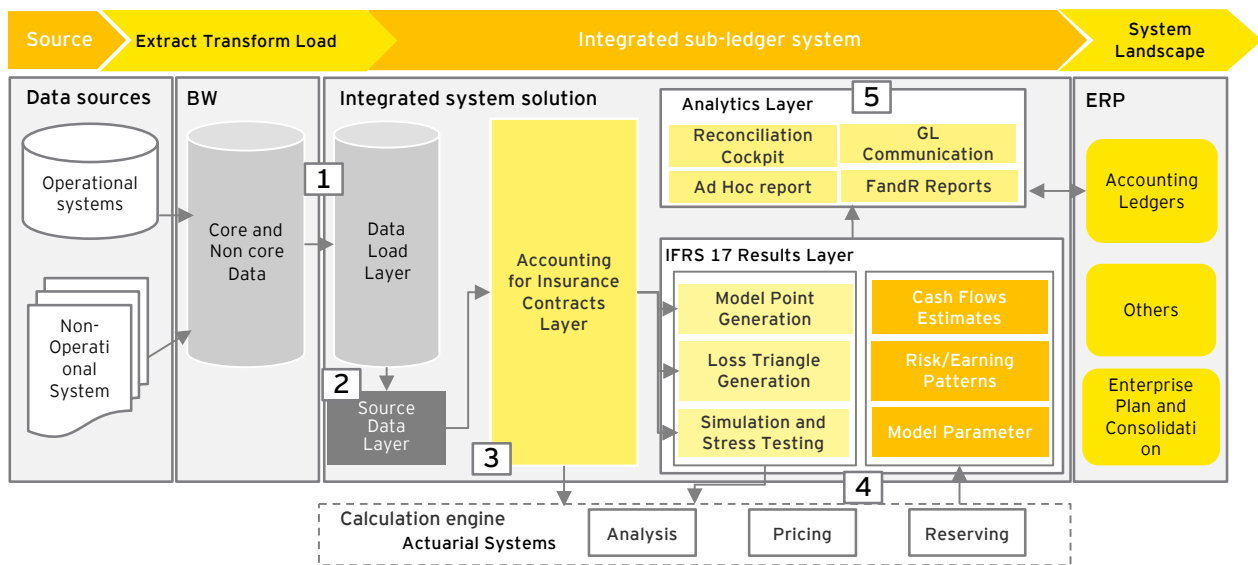 Source
Extract Transform Load
Integrated sub-ledger system
System
Landscape
Data sources
BW
Integrated system solution
Analytics Layer
5
ERP
Operational
systems
Core and
Non core
Data
1
Data
Load
Layer
Accounting
for Insurance
Contracts
Layer
Reconciliation
Cockpit
GL
Communication
Ad Hoc report
FandR Reports
Accounting
Ledgers
IFRS 17 Results Layer
Model Point
Generation
Cash Flows
Estimates
Others
Non-
Operati
onal
System
Loss Triangle
Generation
Risk/Earning
Patterns
2
Source
Data
Layer
3
Simulation and
Stress Testing
Model Parameter
Enterprise
Plan and
Consolidati
on
4
Calculation engine
Actuarial Systems
Analysis
Pricing
Reserving